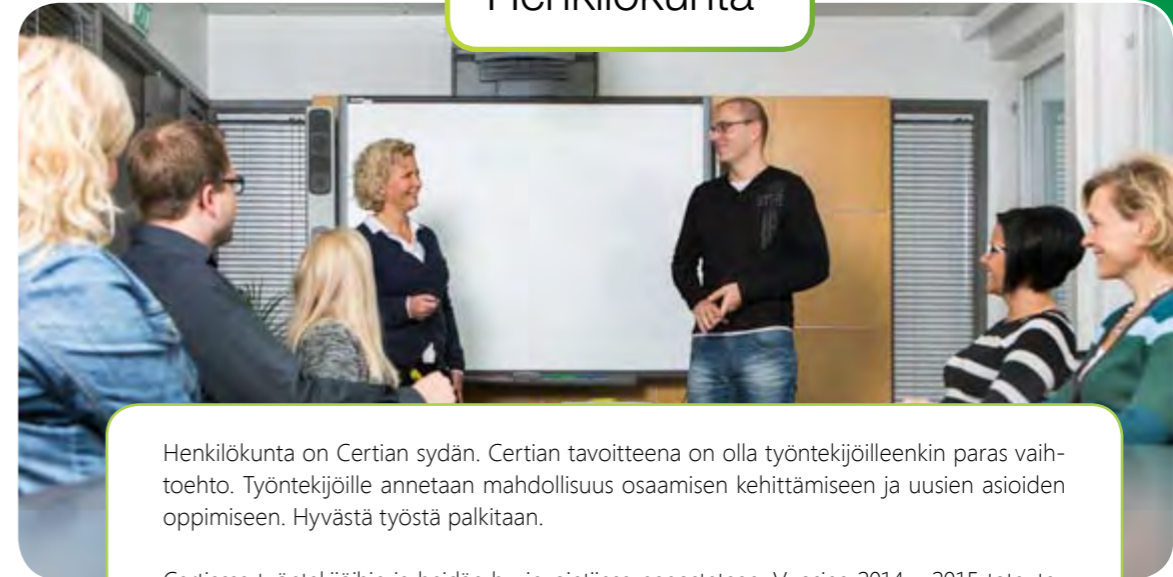 Henkilökunta
Henkilökunta on Certian sydän. Certian tavoitteena on olla työntekijöilleenkin paras vaih-
toehto. Työntekijöille annetaan mahdollisuus osaamisen kehittämiseen ja uusien asioiden
oppimiseen. Hyvästä työstä palkitaan.